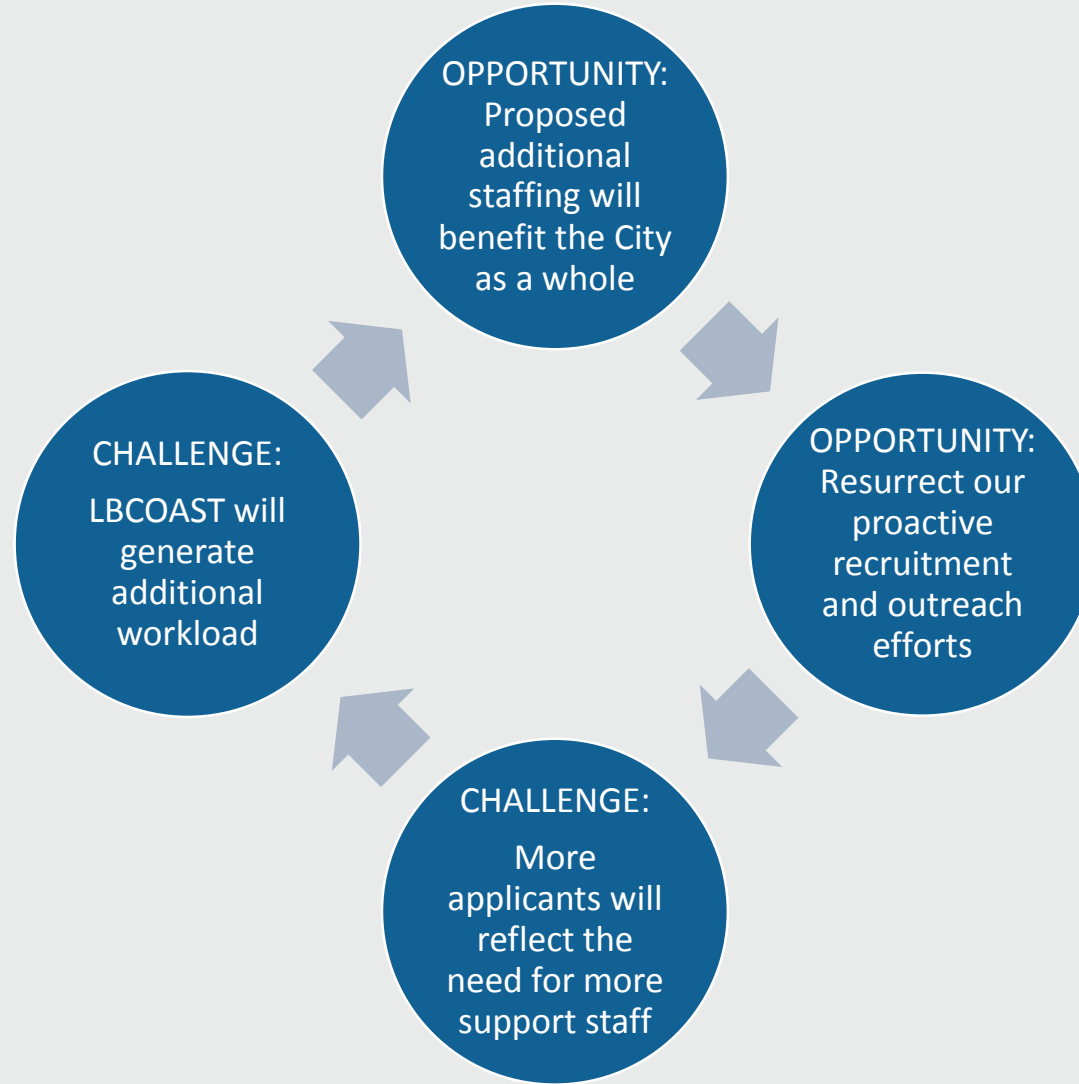 OPPORTUNITY:
Proposed
additional
staffing will
benefit the City
as a whole
OPPORTUNITY:
Resurrect our
proactive
recruitment
and outreach
efforts
CHALLENGE:
More
applicants will
reflect the
need for more
support staff
CHALLENGE:
LBCOAST will
generate
additional
workload